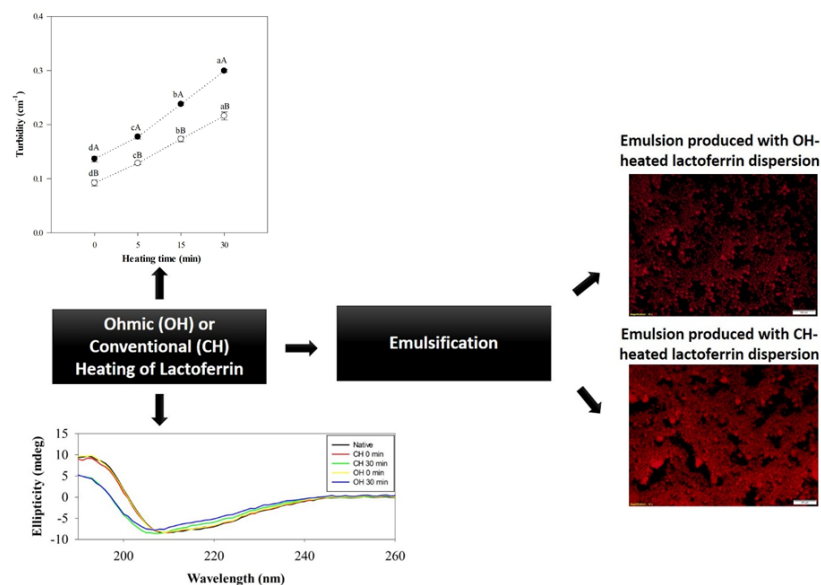 0.4
0.3
0.2
0.1
0.0
Turbidity (cm-1)
aA
bA
aB
cA
bB
dA
cB
dB
0
5
15
30
Heating time (min)
Ohmic (OH) or
Conventional (CH)
Heating of Lactoferrin
Emulsification
Emulsion produced with OH-
heated lactoferrin dispersion
Emulsion produced with CH-
heated lactoferrin dispersion
15
10
5
0
-5
-10
Ellipticity (mdeg)
Native
CH 0 min
CH 30 min
OH 0 min
OH 30 min
200
220
240
260
Wavelength (nm)